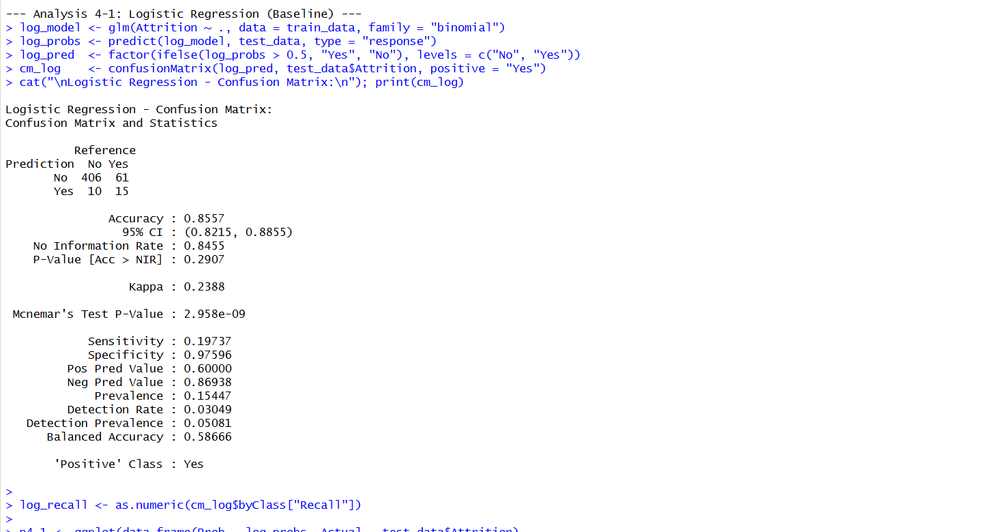 --- Analysis 4-1: Logistic Regression (Baseline) ---
> log_model <- glm(Attrition ~ ., data = train_data, family = "binomial")
> log_probs <- predict(log_model, test_data, type = "response")
> log_pred  <- factor(ifelse(log_probs > 0.5, "Yes", "No"), levels = c("No", "Yes"))
> cm_log    <- confusionMatrix(log_pred, test_data$Attrition, positive = "Yes")
> cat("\nLogistic Regression - Confusion Matrix:\n"); print(cm_log)

Logistic Regression - Confusion Matrix:
Confusion Matrix and Statistics

          Reference
Prediction  No Yes
       No  406  61
       Yes  10  15

               Accuracy : 0.8557
                 95% CI : (0.8215, 0.8855)
    No Information Rate : 0.8455
    P-Value [Acc > NIR] : 0.2907

                  Kappa : 0.2388

 Mcnemar's Test P-Value : 2.958e-09

            Sensitivity : 0.19737
            Specificity : 0.97596
         Pos Pred Value : 0.60000
         Neg Pred Value : 0.86938
             Prevalence : 0.15447
         Detection Rate : 0.03049
   Detection Prevalence : 0.05081
      Balanced Accuracy : 0.58666

       'Positive' Class : Yes

>
> log_recall <- as.numeric(cm_log$byClass["Recall"])
>
> p4_1 <- ggplot(data.frame(Prob = log_probs, Actual = test_data$Attrition)